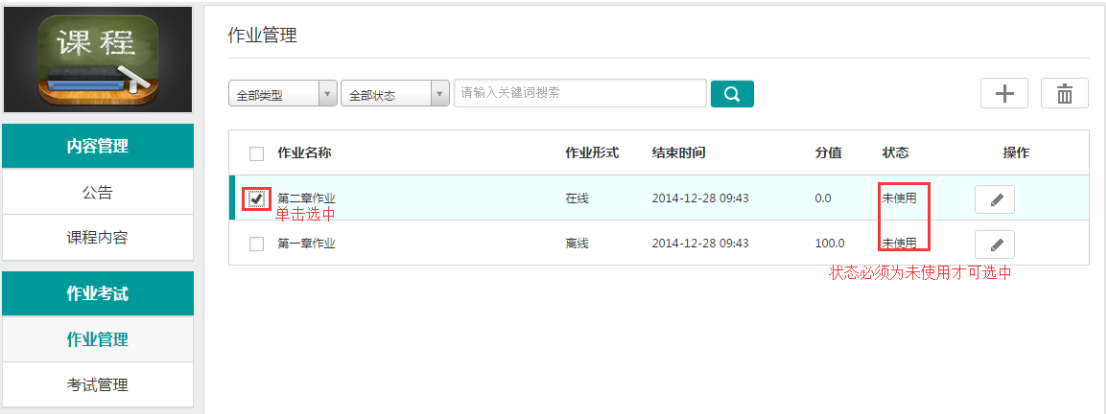 课程
作业管理
全部类型 全部状态 请输入关键词搜索
内容管理
作业名称 作业形式 结束时间 分值 状态 操作
公告
第二章作业 在线 2014-12-28 09:43 0.0 未使用
单击选中
课程内容
第一章作业 离线 2014-12-28 09:43 100.0 未使用
状态必须为未使用才可选中
作业考试
作业管理
考试管理